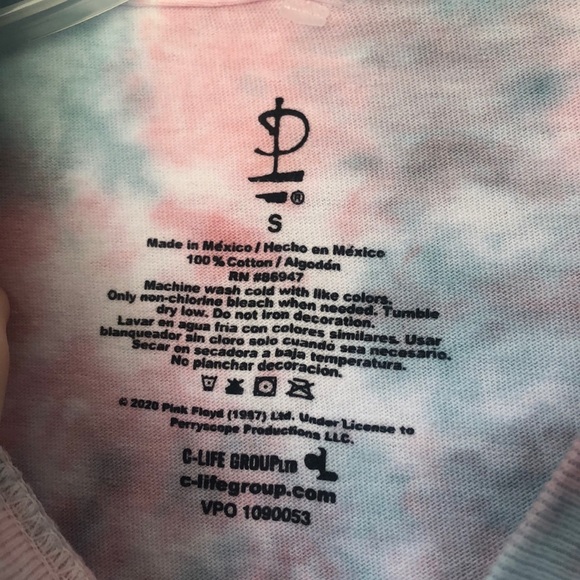 ®
S
Made in México / Hecho en México
100% Cotton / Algodón
RN #86947
Machine wash cold with like colors.
Only non-chlorine bleach when needed. Tumble
dry low. Do not iron decoration.
Lavar en agua fria con colores similares. Usar
blanqueador sin cloro solo cuando sea necesario.
Secar en secadora a baja temperatura.
No planchar decoración.
© 2020 Pink Floyd (1987) Ltd. Under License to
Perryscope Productions LLC.
C-LIFE GROUP LTD
c-lifegroup.com
VPO 1090053